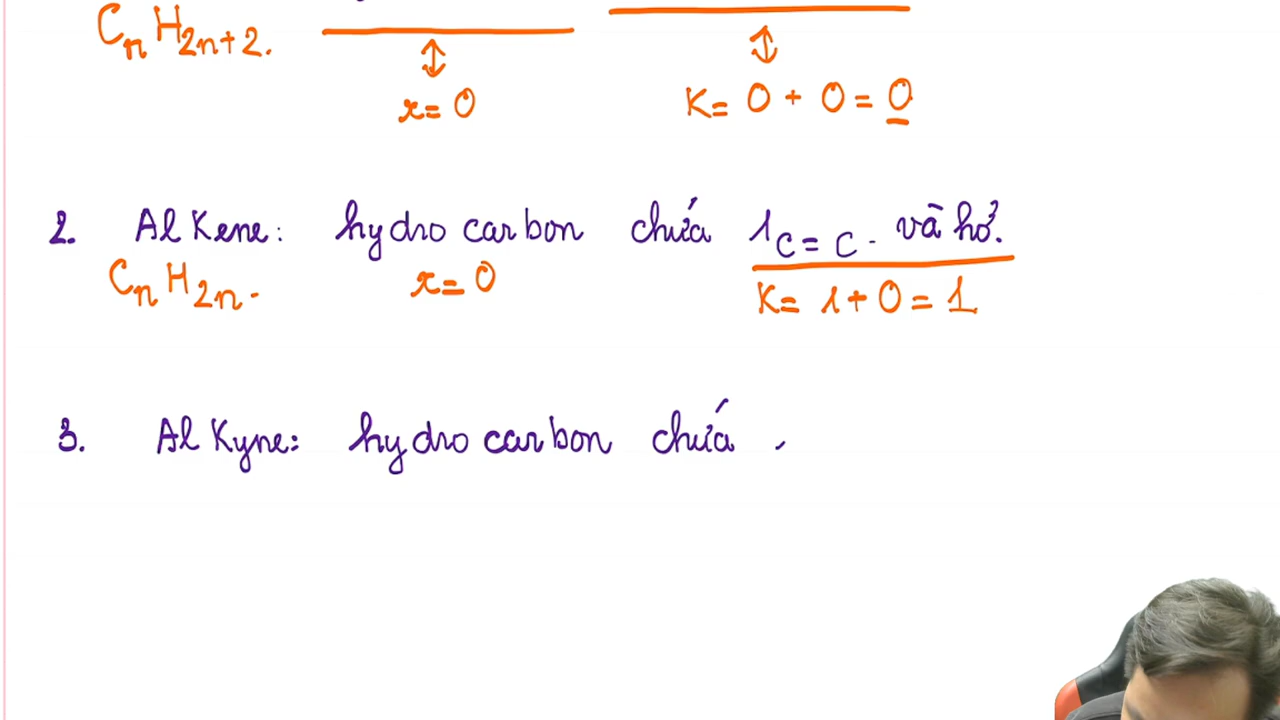 CnH2n+2.
x= 0
K= 0 + 0 = 0
2. Alkene: hydrocarbon chứa 1 C = C. và hở.
CnH2n.
x= 0
K= 1 + 0 = 1
3. Alkyne: hydrocarbon chứa